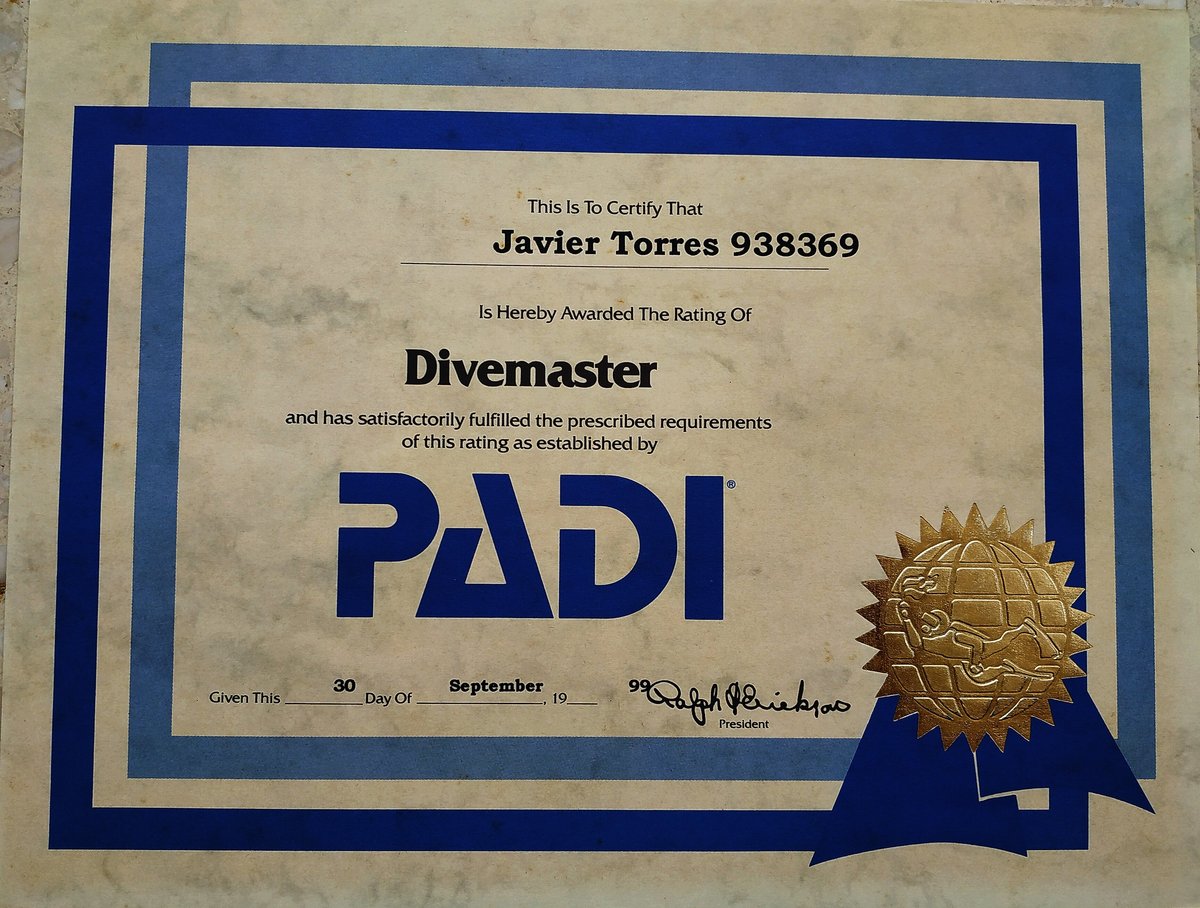 This Is To Certify That
Javier Torres 938369
Is Hereby Awarded The Rating Of
Divemaster
and has satisfactorily fulfilled the prescribed requirements
of this rating as established by
PADI®
Given This 30 Day Of September, 19 99 Ralph Erickson
President